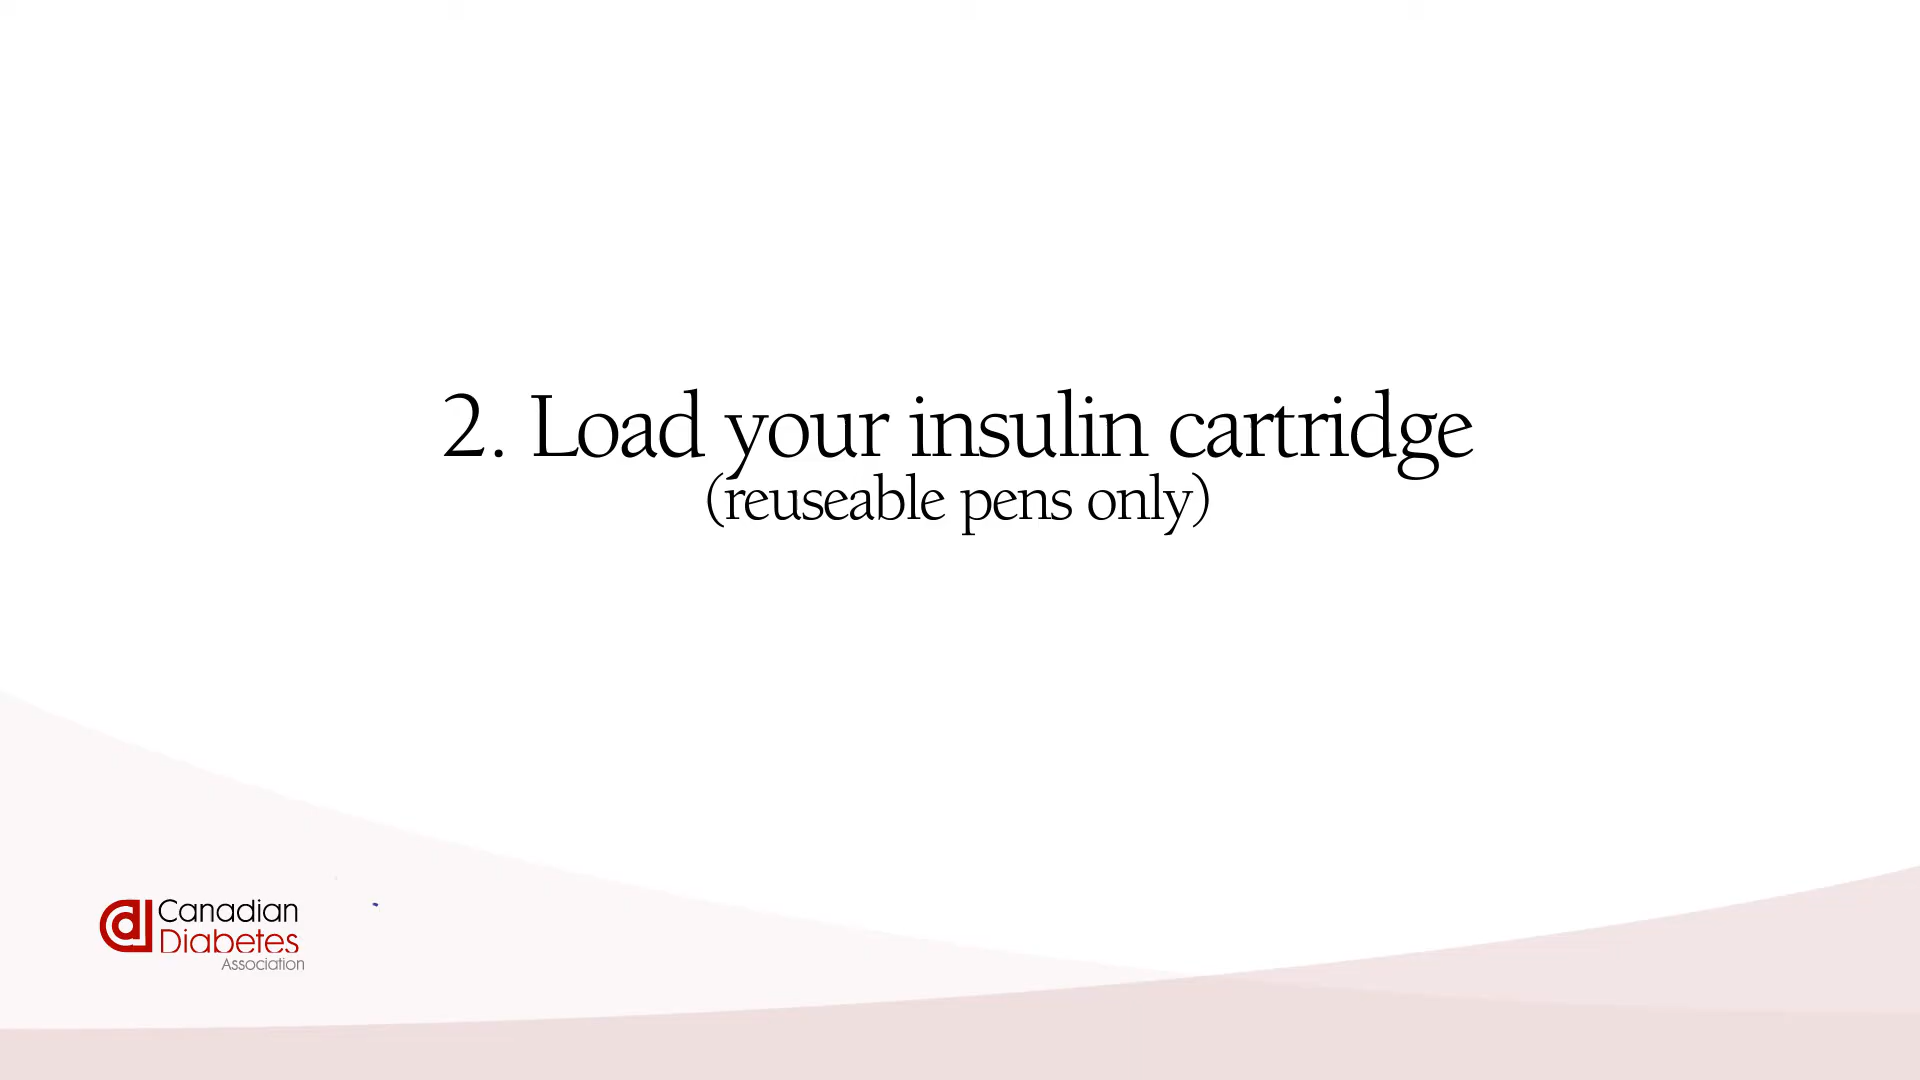 2. Load your insulin cartridge
(reuseable pens only)
Canadian
Diabetes
Association